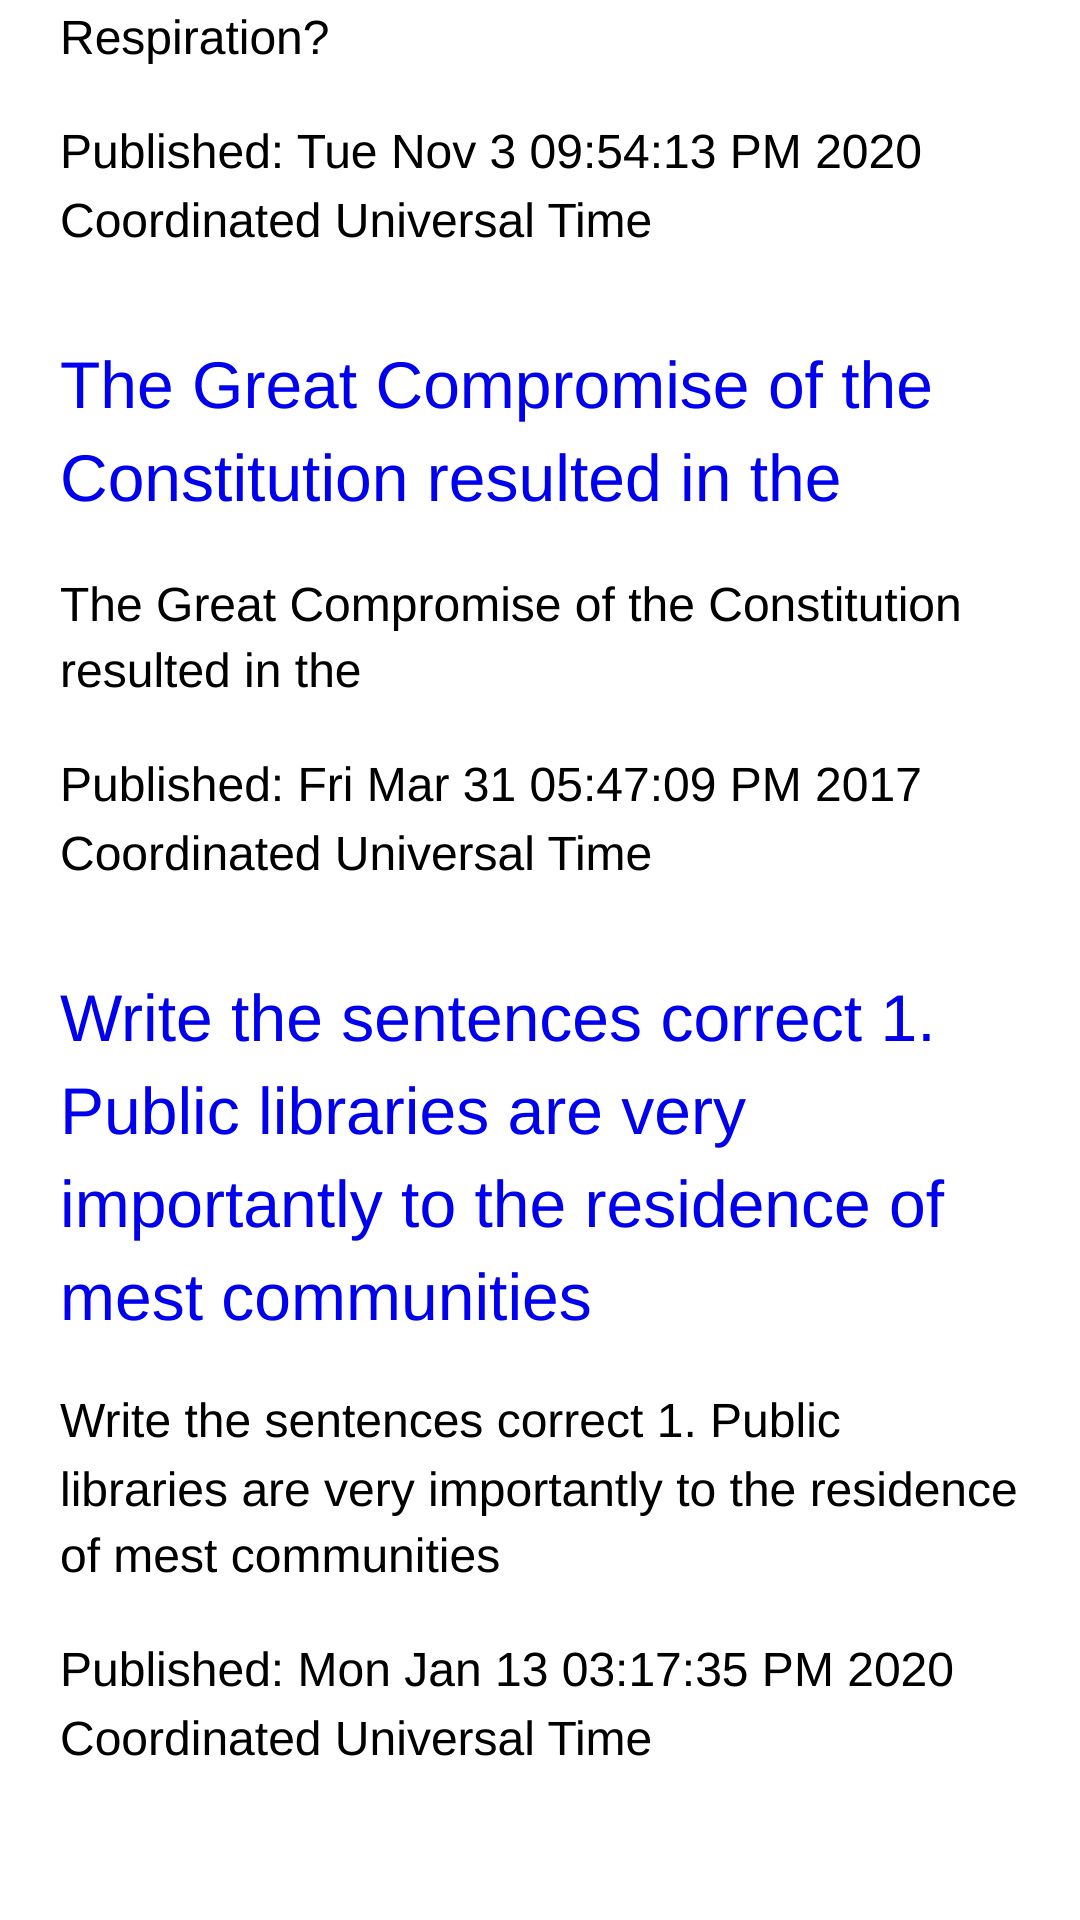 Respiration?
Published: Tue Nov 3 09:54:13 PM 2020
Coordinated Universal Time
The Great Compromise of the
Constitution resulted in the
The Great Compromise of the Constitution
resulted in the
Published: Fri Mar 31 05:47:09 PM 2017
Coordinated Universal Time
Write the sentences correct 1.
Public libraries are very
importantly to the residence of
mest communities
Write the sentences correct 1. Public
libraries are very importantly to the residence
of mest communities
Published: Mon Jan 13 03:17:35 PM 2020
Coordinated Universal Time